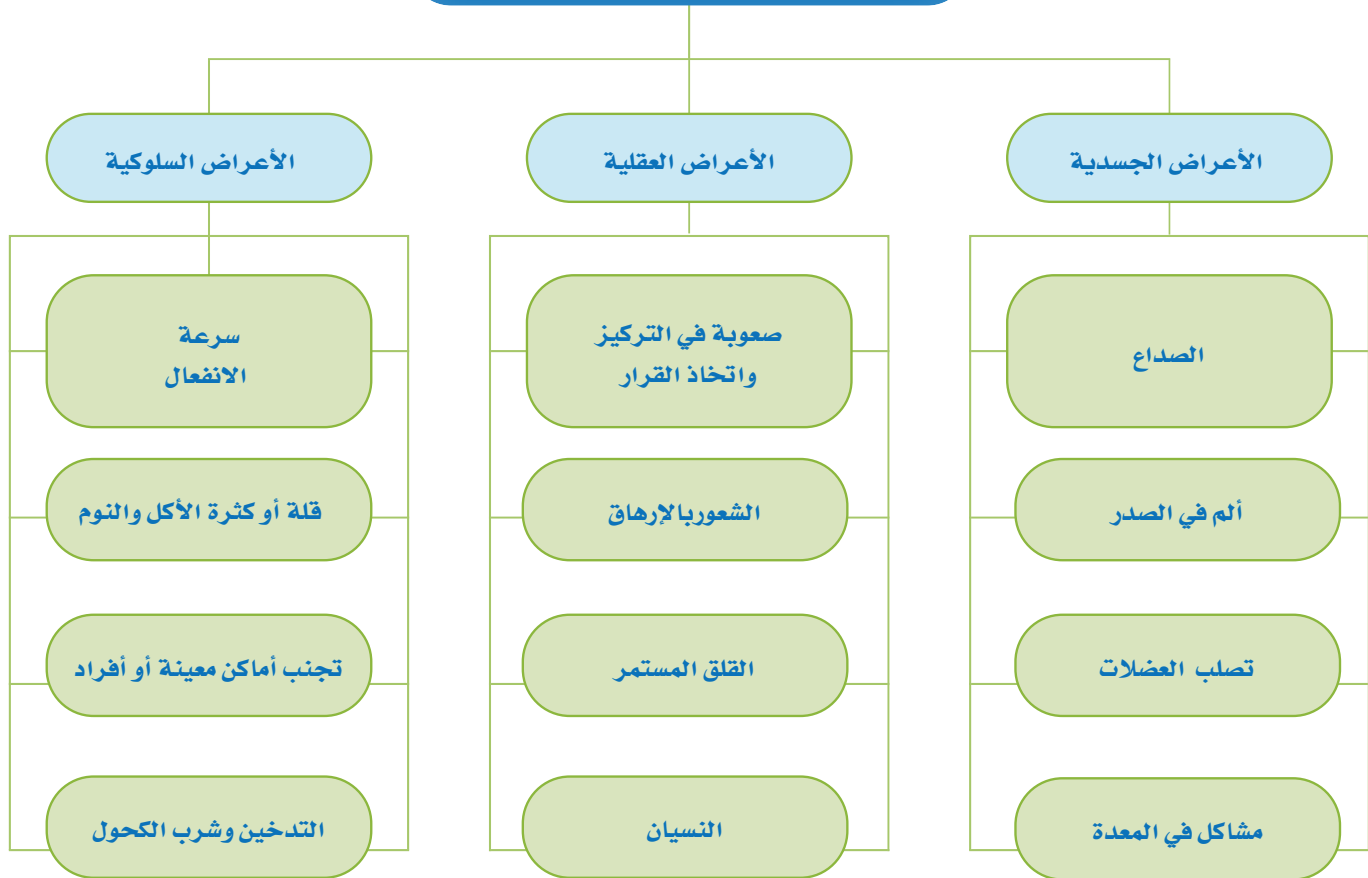 الأعراض الجسدية
الأعراض العقلية
الأعراض السلوكية
الصداع
صعوبة في التركيز
واتخاذ القرار
سرعة
الانفعال
ألم في الصدر
الشعوربالإرهاق
قلة أو كثرة الأكل والنوم
تصلب العضلات
القلق المستمر
تجنب أماكن معينة أو أفراد
مشاكل في المعدة
النسيان
التدخين وشرب الكحول